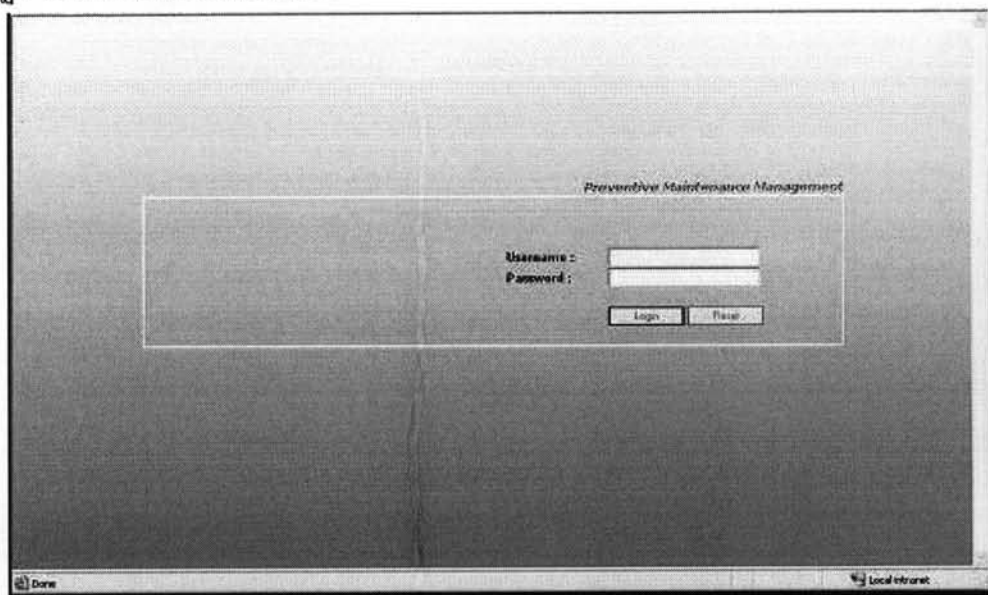 Preventive Maintenance Management
Username :
Password :
Login Reset
Done Local intranet